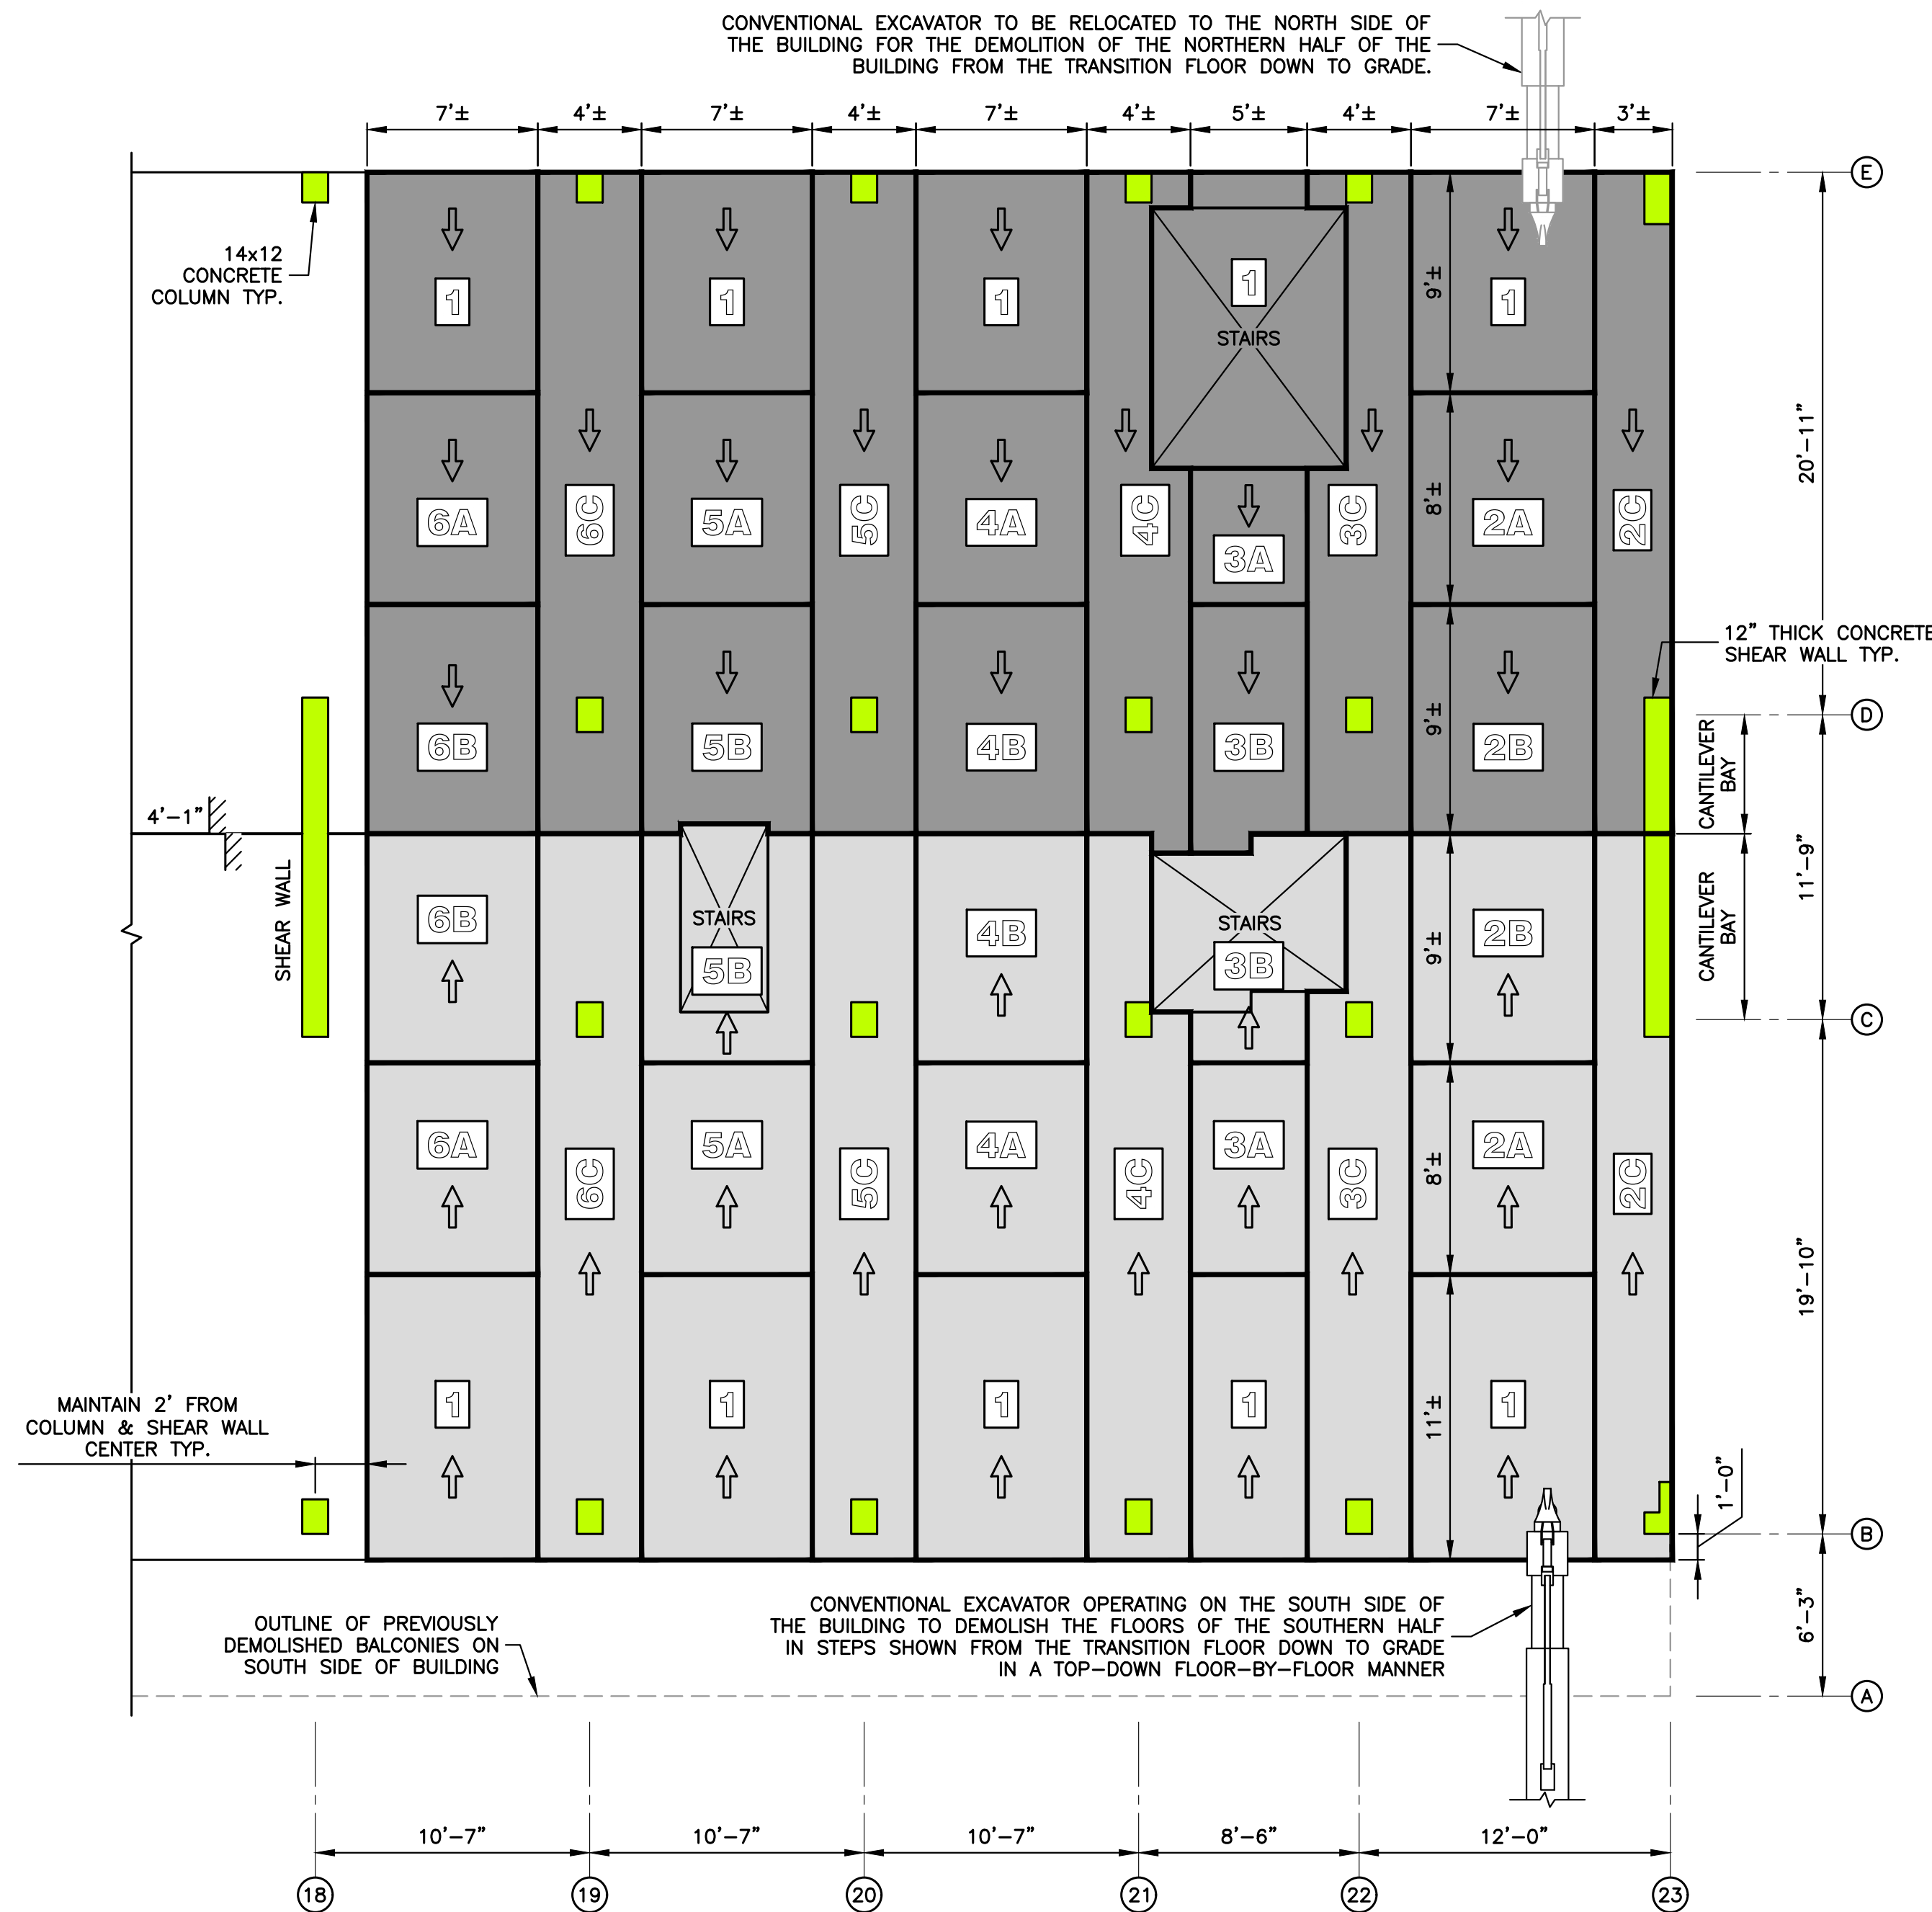 CONVENTIONAL EXCAVATOR TO BE RELOCATED TO THE NORTH SIDE OF
THE BUILDING FOR THE DEMOLITION OF THE NORTHERN HALF OF THE
BUILDING FROM THE TRANSITION FLOOR DOWN TO GRADE.
7'± 4'± 7'± 4'± 7'± 4'± 5'± 4'± 7'± 3'±
E
14x12
CONCRETE
COLUMN TYP.
1 1 1 1 1
STAIRS
9'±
20'-11"
6A 6C 5A 5C 4A 4C 3A 3C 2A 2C
8'±
12" THICK CONCRETE
SHEAR WALL TYP.
6B 5B 4B 3B 2B
9'±
D
CANTILEVER
BAY
4'-1"
SHEAR WALL
6B
STAIRS
5B
4B
STAIRS
3B
2B
9'±
CANTILEVER
BAY
11'-9"
C
6A 6C 5A 5C 4A 4C 3A 3C 2A 2C
8'±
19'-10"
MAINTAIN 2' FROM
COLUMN & SHEAR WALL
CENTER TYP.
1 1 1 1 1
11'±
1'-0"
B
OUTLINE OF PREVIOUSLY
DEMOLISHED BALCONIES ON
SOUTH SIDE OF BUILDING
CONVENTIONAL EXCAVATOR OPERATING ON THE SOUTH SIDE OF
THE BUILDING TO DEMOLISH THE FLOORS OF THE SOUTHERN HALF
IN STEPS SHOWN FROM THE TRANSITION FLOOR DOWN TO GRADE
IN A TOP-DOWN FLOOR-BY-FLOOR MANNER
6'-3"
A
10'-7" 10'-7" 10'-7" 8'-6" 12'-0"
18 19 20 21 22 23